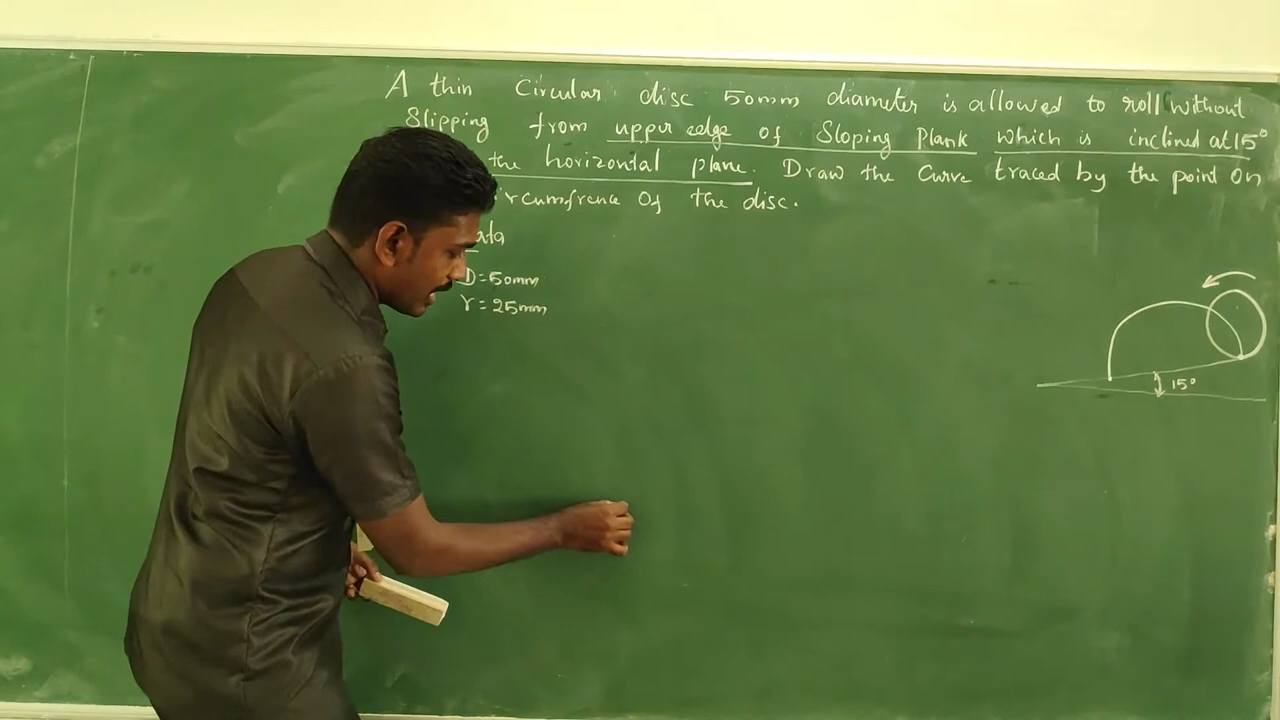 A thin Circular disc 50mm diameter is allowed to roll without
Slipping from upper edge of Sloping Plank which is inclined at 15°
the horizontal plane. Draw the Curve traced by the point On
rcumfrence Of the disc.
ata
D=50mm
r=25mm
15°